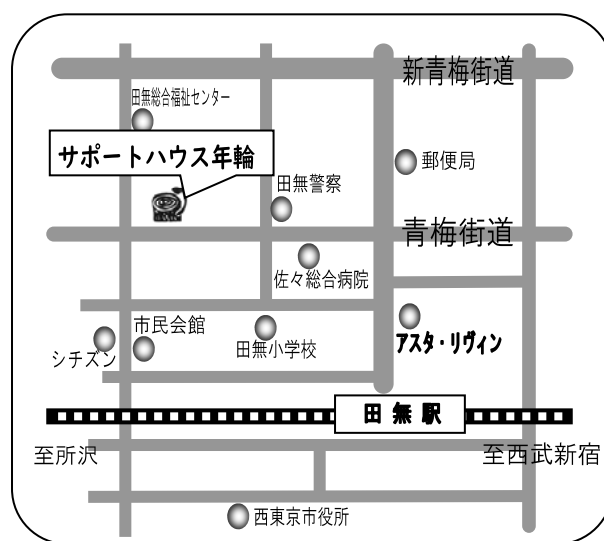 新青梅街道
田無総合福祉センター
サポートハウス年輪
郵便局
田無警察
青梅街道
佐々総合病院
市民会館
アスタ・リヴィン
田無小学校
シチズン
田無駅
至所沢
至西武新宿
西東京市役所